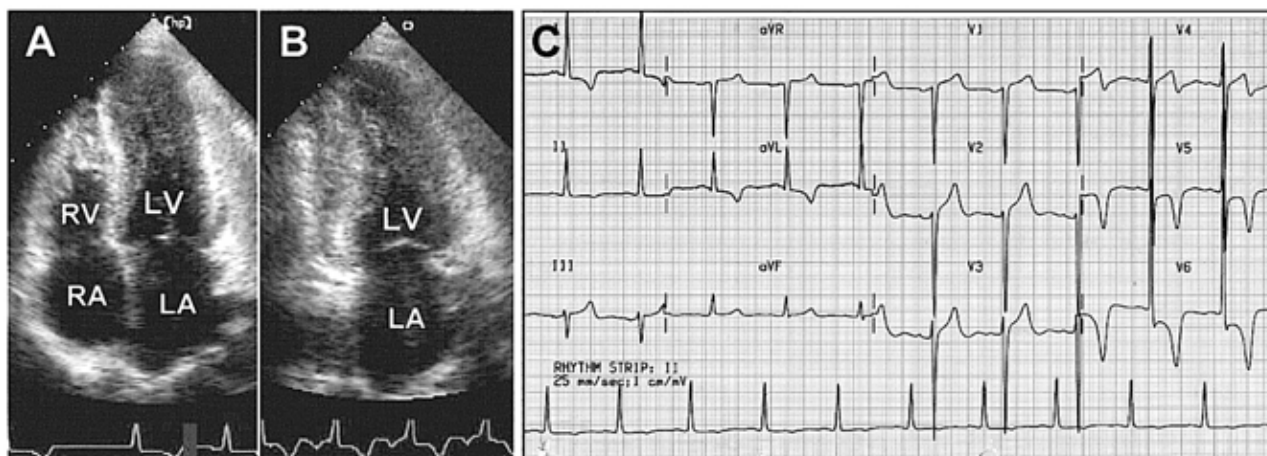 A
[hp]
RV
LV
RA
LA
B
LV
LA
C
I
aVR
V1
V4
II
aVL
V2
V5
III
aVF
V3
V6
RHYTHM STRIP: II
25 mm/sec;1 cm/mV